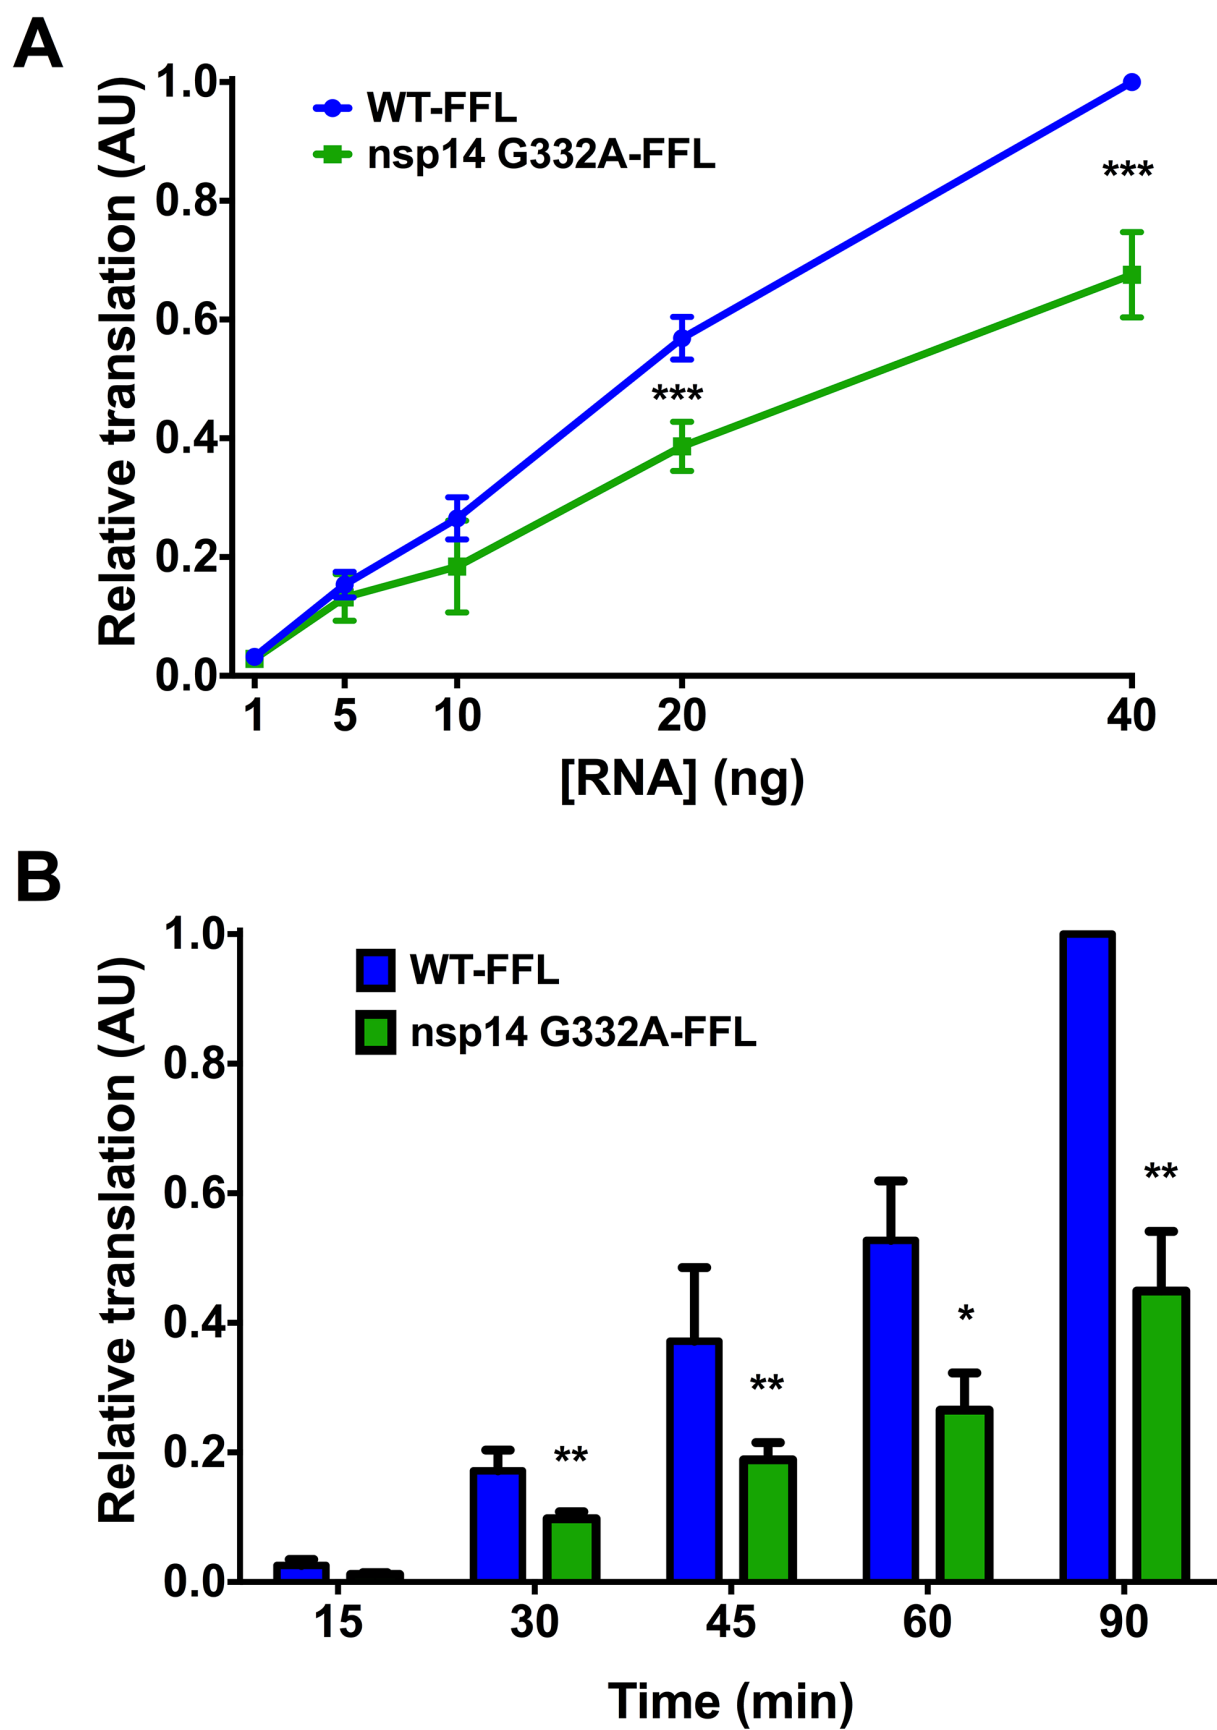 A
Relative translation (AU)
1.0
0.8
0.6
0.4
0.2
0.0
WT-FFL
nsp14 G332A-FFL
***
***
1 5 10 20 40
[RNA] (ng)
B
Relative translation (AU)
1.0
0.8
0.6
0.4
0.2
0.0
WT-FFL
nsp14 G332A-FFL
**
**
*
**
15 30 45 60 90
Time (min)